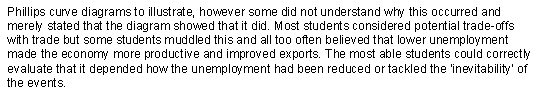 Phillips curve diagrams to illustrate, however some did not understand why this occurred and
merely stated that the diagram showed that it did. Most students considered potential trade-offs
with trade but some students muddled this and all too often believed that lower unemployment
made the economy more productive and improved exports. The most able students could correctly
evaluate that it depended how the unemployment had been reduced or tackled the 'inevitability' of
the events.